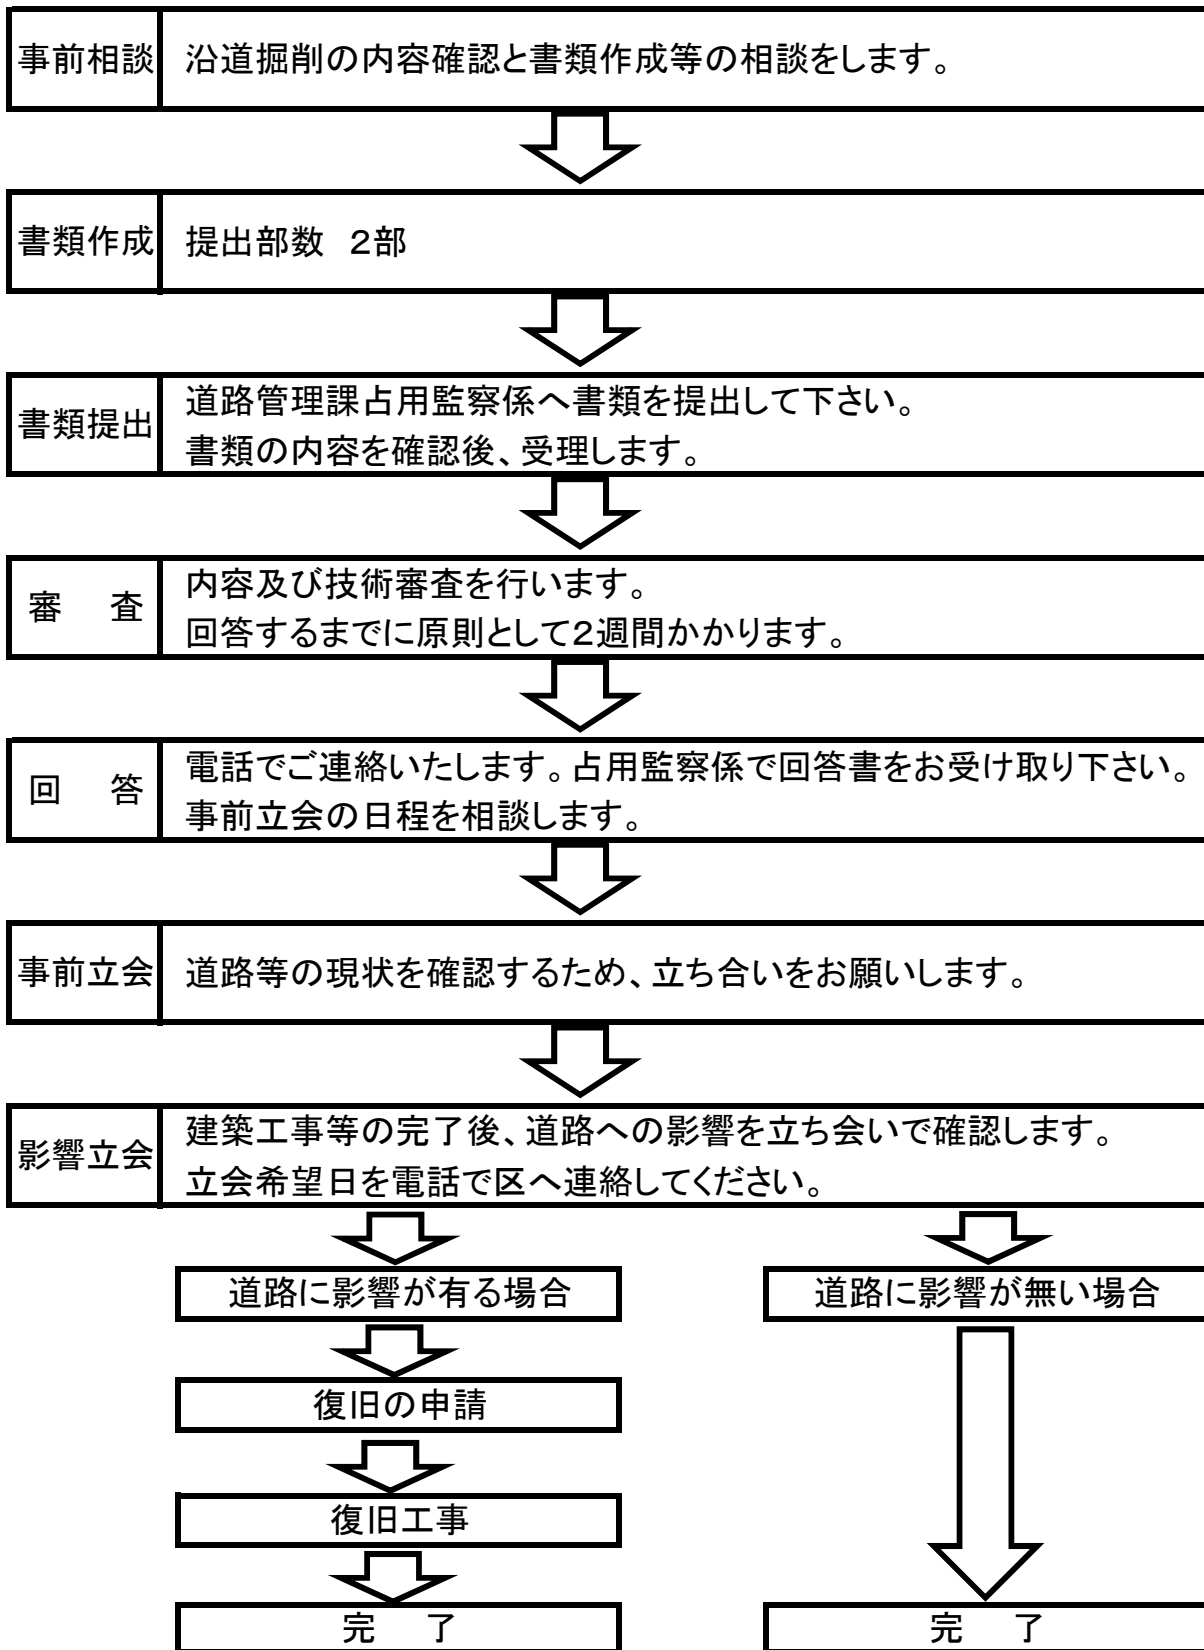 事前相談
沿道掘削の内容確認と書類作成等の相談をします。
書類作成
提出部数 2部
書類提出
道路管理課占用監察係へ書類を提出して下さい。
書類の内容を確認後、受理します。
審 査
内容及び技術審査を行います。
回答するまでに原則として2週間かかります。
回 答
電話でご連絡いたします。占用監察係で回答書をお受け取り下さい。
事前立会の日程を相談します。
事前立会
道路等の現状を確認するため、立ち合いをお願いします。
影響立会
建築工事等の完了後、道路への影響を立ち会いで確認します。
立会希望日を電話で区へ連絡してください。
道路に影響が有る場合
道路に影響が無い場合
復旧の申請
復旧工事
完 了
完 了